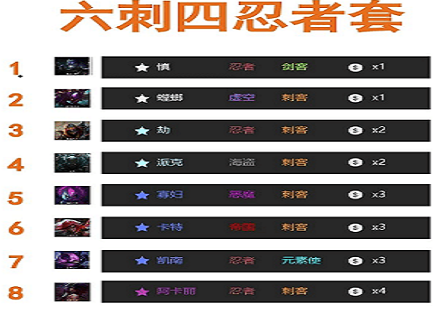 六刺四忍者套
1 慎 忍者 剑客 x1
2 螳螂 虚空 刺客 x1
3 劫 忍者 刺客 x2
4 派克 海盗 刺客 x2
5 寡妇 恶魔 刺客 x3
6 卡特 帝国 刺客 x3
7 凯南 忍者 元素使 x3
8 阿卡丽 忍者 刺客 x4